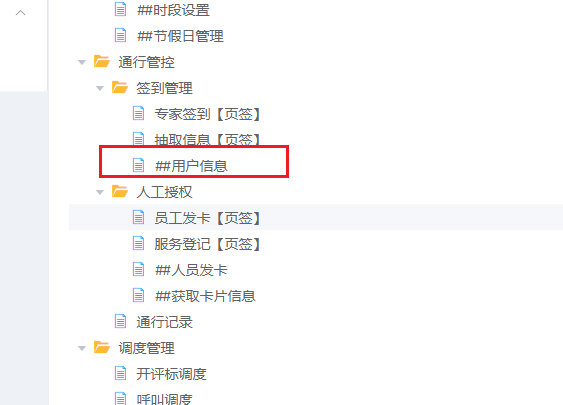 ##时段设置
##节假日管理
通行管控
签到管理
专家签到【页签】
抽取信息【页签】
##用户信息
人工授权
员工发卡【页签】
服务登记【页签】
##人员发卡
##获取卡片信息
通行记录
调度管理
开评标调度
呼叫调度